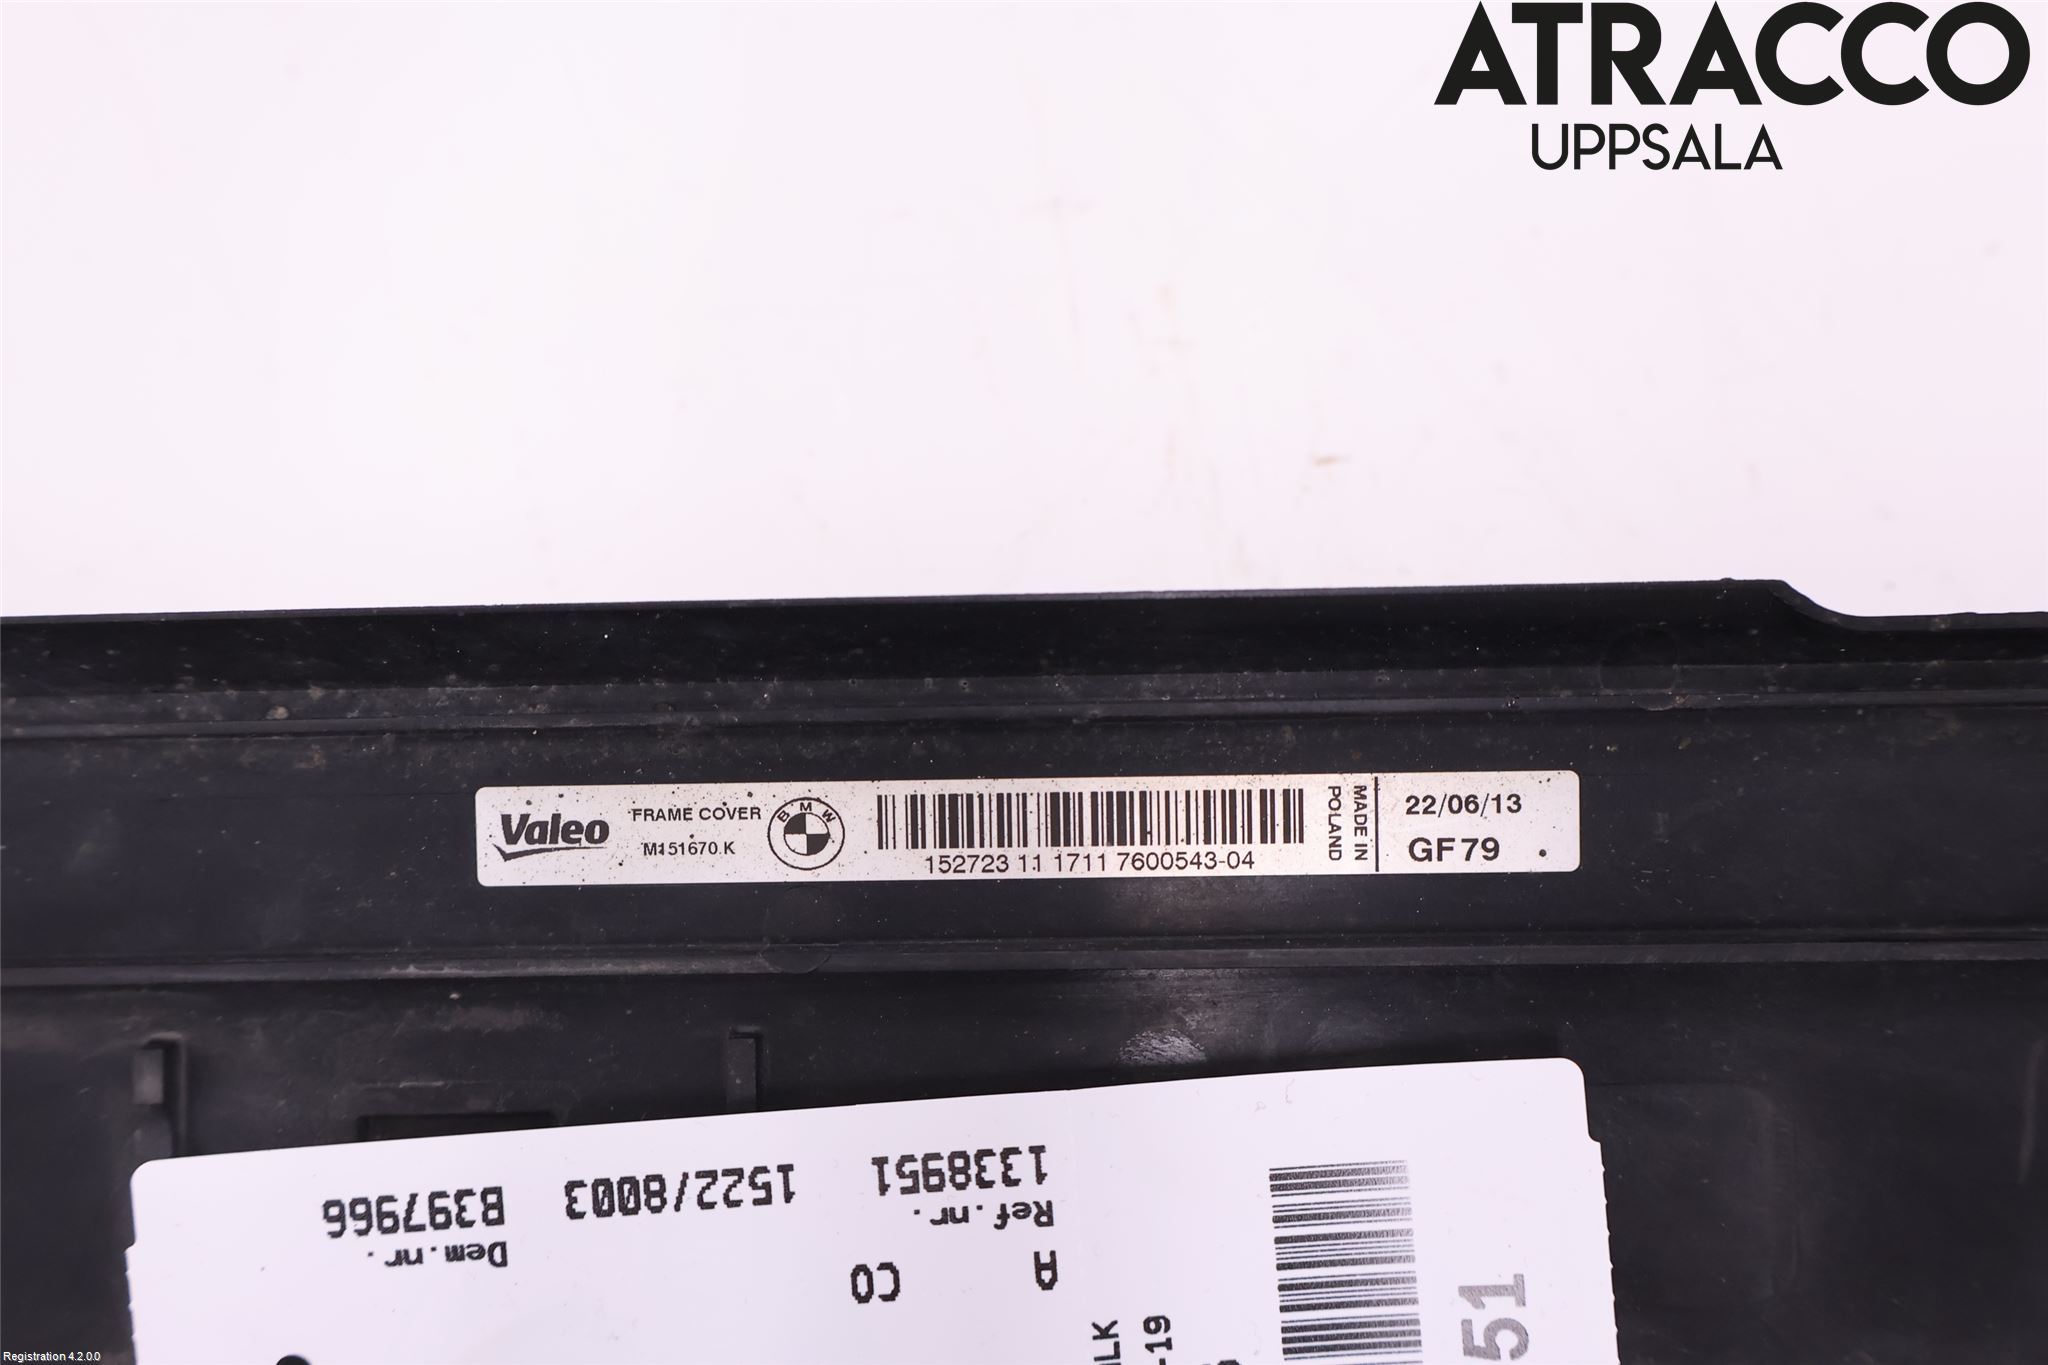 ATRACCO
UPPSALA
Valeo
FRAME COVER
M151670.K
BMW
152723 11 1711 7600543-04
MADE IN
POLAND
22/06/13
GF79
1338951
1522/8003
B397966
Ref.nr.
Dem.nr.
A
CO
51
-19
Registration 4.2.0.0